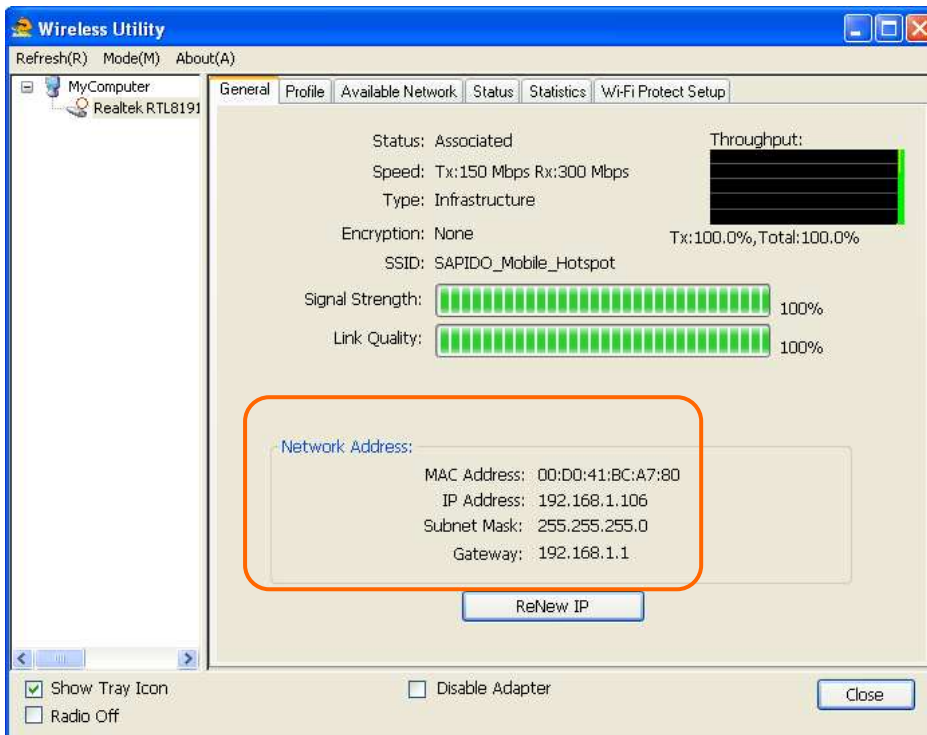 Wireless Utility
Refresh(R) Mode(M) About(A)
MyComputer
Realtek RTL8191
General Profile Available Network Status Statistics Wi-Fi Protect Setup
Status: Associated
Speed: Tx:150 Mbps Rx:300 Mbps
Type: Infrastructure
Encryption: None
SSID: SAPIDO_Mobile_Hotspot
Throughput:
Tx:100.0%,Total:100.0%
Signal Strength: 100%
Link Quality: 100%
Network Address:
MAC Address: 00:D0:41:BC:A7:80
IP Address: 192.168.1.106
Subnet Mask: 255.255.255.0
Gateway: 192.168.1.1
ReNew IP
Show Tray Icon
Radio Off
Disable Adapter
Close